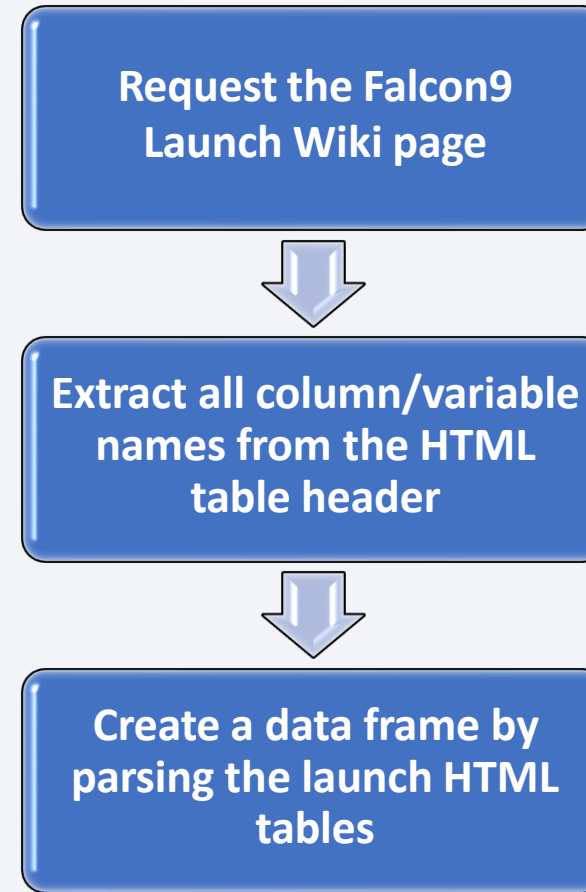 Request the Falcon9
Launch Wiki page
Extract all column/variable
names from the HTML
table header
Create a data frame by
parsing the launch HTML
tables